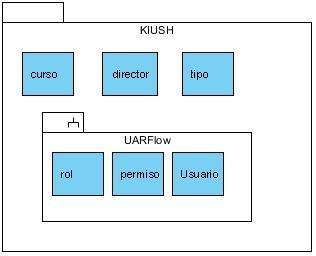 KIUSH
curso
director
tipo
UARFlow
rol
permiso
Usuario